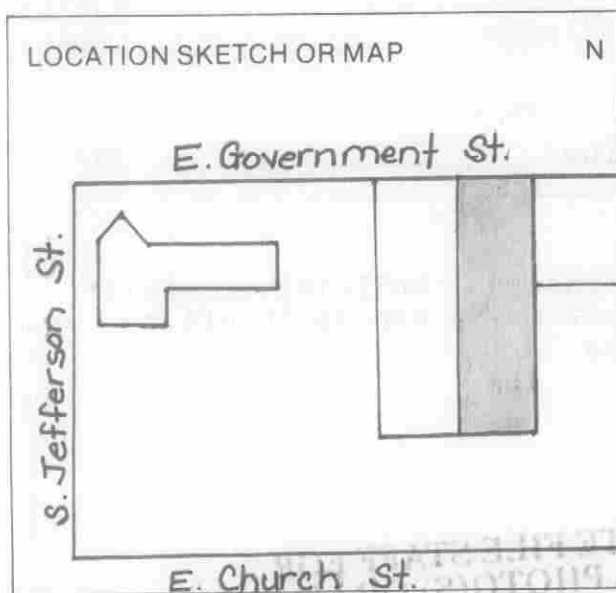 LOCATION SKETCH OR MAP N
E. Government St.
S. Jefferson St.
E. Church St.